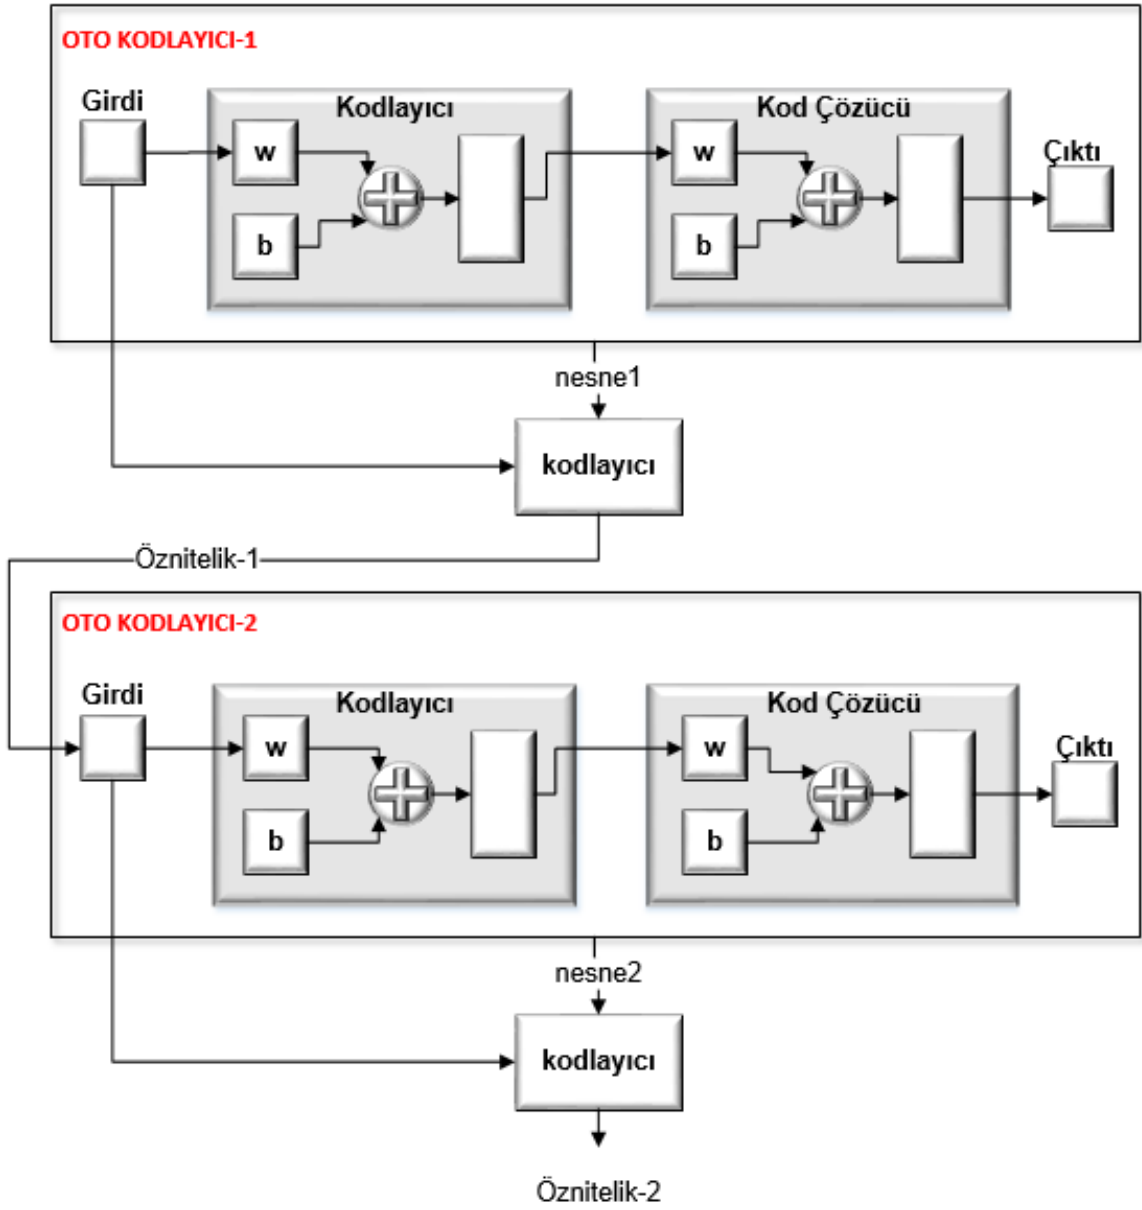 OTO KODLAYICI-1
Girdi
Kodlayıcı
Kod Çözücü
w
w
Çıktı
b
b
nesne1
kodlayıcı
Öznitelik-1
OTO KODLAYICI-2
Girdi
Kodlayıcı
Kod Çözücü
w
w
Çıktı
b
b
nesne2
kodlayıcı
Öznitelik-2